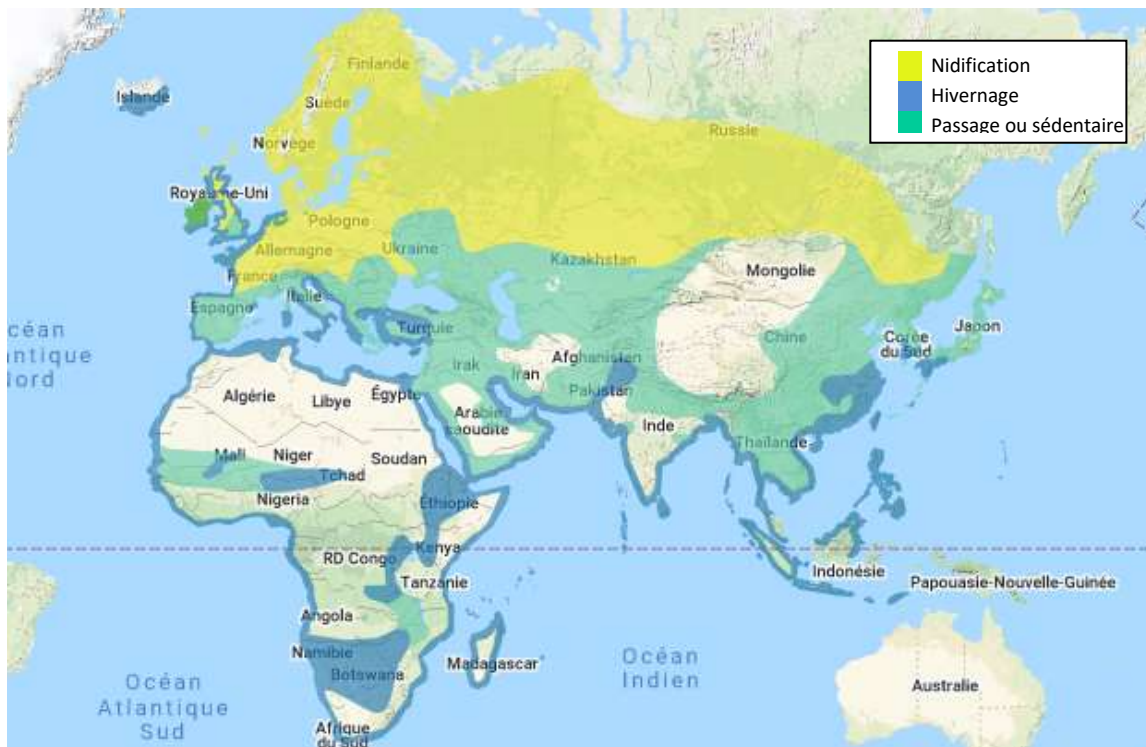 Nidification
Hivernage
Passage ou sédentaire
Finlande
Islande
Suède
Norvège
Russie
Royaume-Uni
Pologne
Allemagne
Ukraine
Kazakhstan
Mongolie
France
Italie
Espagne
Turquie
Chine
Corée
du Sud
Japon
céan
lantique
Nord
Irak
Iran
Afghanistan
Pakistan
Algérie
Libye
Égypte
Arabie
saoudite
Inde
Thaïlande
Mali
Niger
Tchad
Soudan
Nigeria
Éthiopie
RD Congo
Kenya
Tanzanie
Indonésie
Papouasie-Nouvelle-Guinée
Angola
Namibie
Botswana
Madagascar
Océan
Indien
Australie
Océan
Atlantique
Sud
Afrique
du Sud